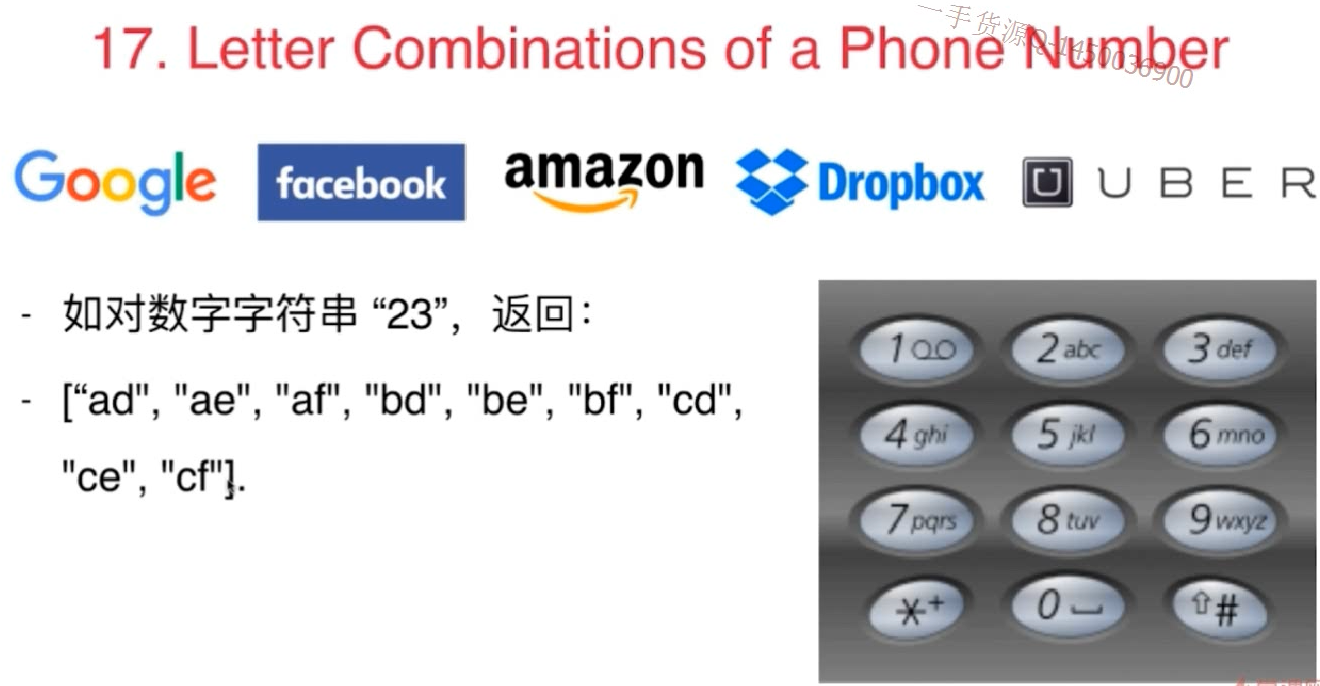 17. Letter Combinations of a Phone Number
一手货源Q-1450036900
Google facebook amazon Dropbox UBER
- 如对数字字符串 “23”，返回：
- [“ad", "ae", "af", "bd", "be", "bf", "cd",
"ce", "cf"].
1 2 abc 3 def
4 ghi 5 jkl 6 mno
7 pqrs 8 tuv 9 wxyz
*+ 0 #